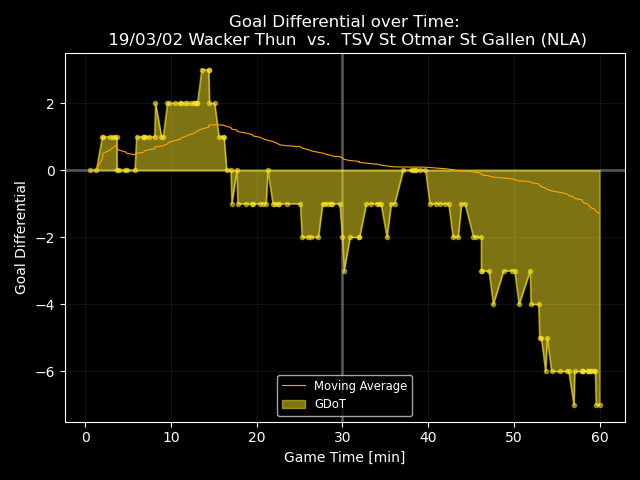 Goal Differential over Time:
19/03/02 Wacker Thun  vs.  TSV St Otmar St Gallen (NLA)
Goal Differential
2
0
−2
−4
−6
Moving Average
GDoT
0 10 20 30 40 50 60
Game Time [min]